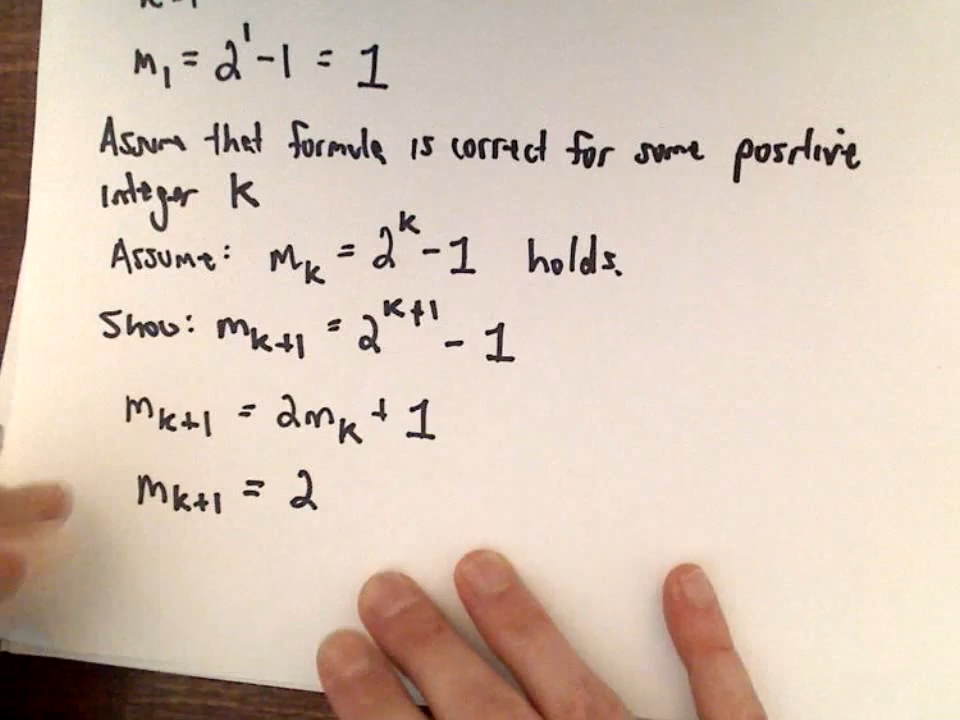 m₁ = 2¹ - 1 = 1
Assum that formula is correct for some positive
integer k
Assume: mₖ = 2ᵏ - 1 holds.
Show: mₖ₊₁ = 2ᵏ⁺¹ - 1
mₖ₊₁ = 2mₖ + 1
mₖ₊₁ = 2